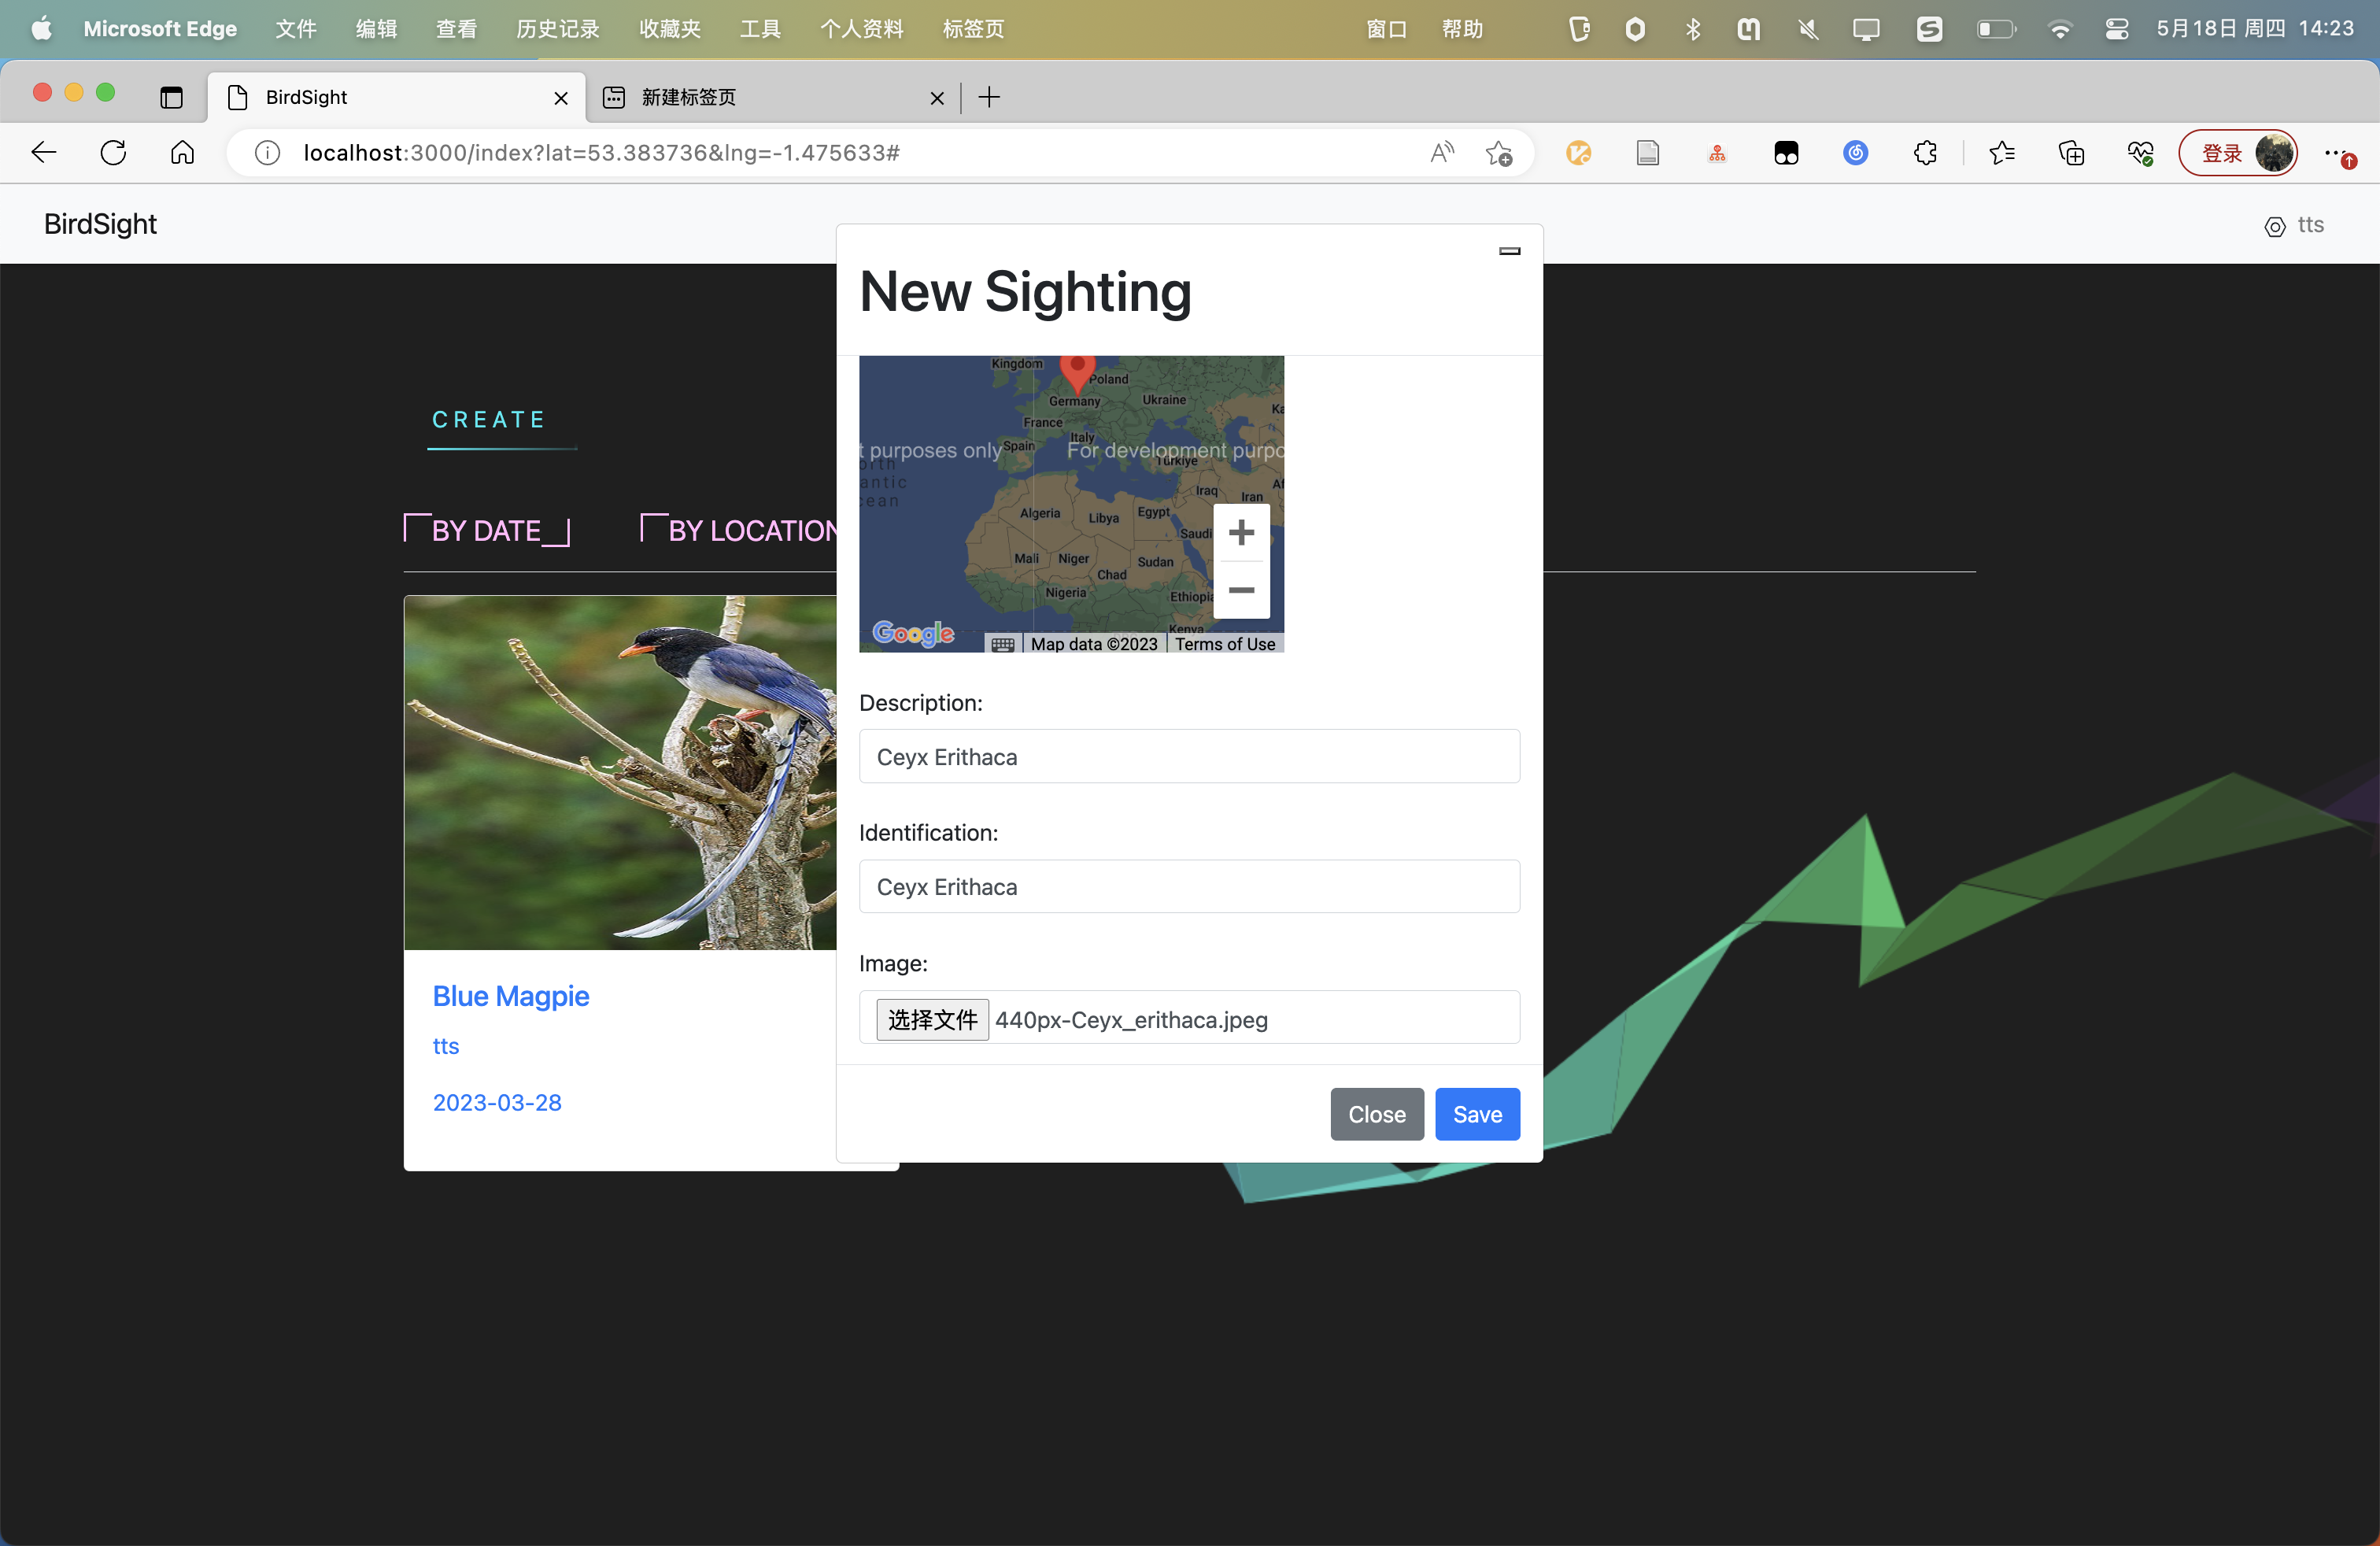 Microsoft Edge 文件 编辑 查看 历史记录 收藏夹 工具 个人资料 标签页 窗口 帮助 5月18日 周四 14:23
BirdSight 新建标签页
localhost:3000/index?lat=53.383736&lng=-1.475633# 登录
BirdSight tts
New Sighting
CREATE
BY DATE BY LOCATION
Kingdom
Poland
Germany
Ukraine
France
Italy
Spain
t purposes only For development purpo
Türkiye
antic
Iraq Iran
Algeria Libya Egypt
Saudi
Mali Niger Sudan
Chad
Nigeria Ethiopia
Kenya
Google Map data ©2023 Terms of Use
Description:
Ceyx Erithaca
Identification:
Ceyx Erithaca
Image:
选择文件 440px-Ceyx_erithaca.jpeg
Close Save
Blue Magpie
tts
2023-03-28